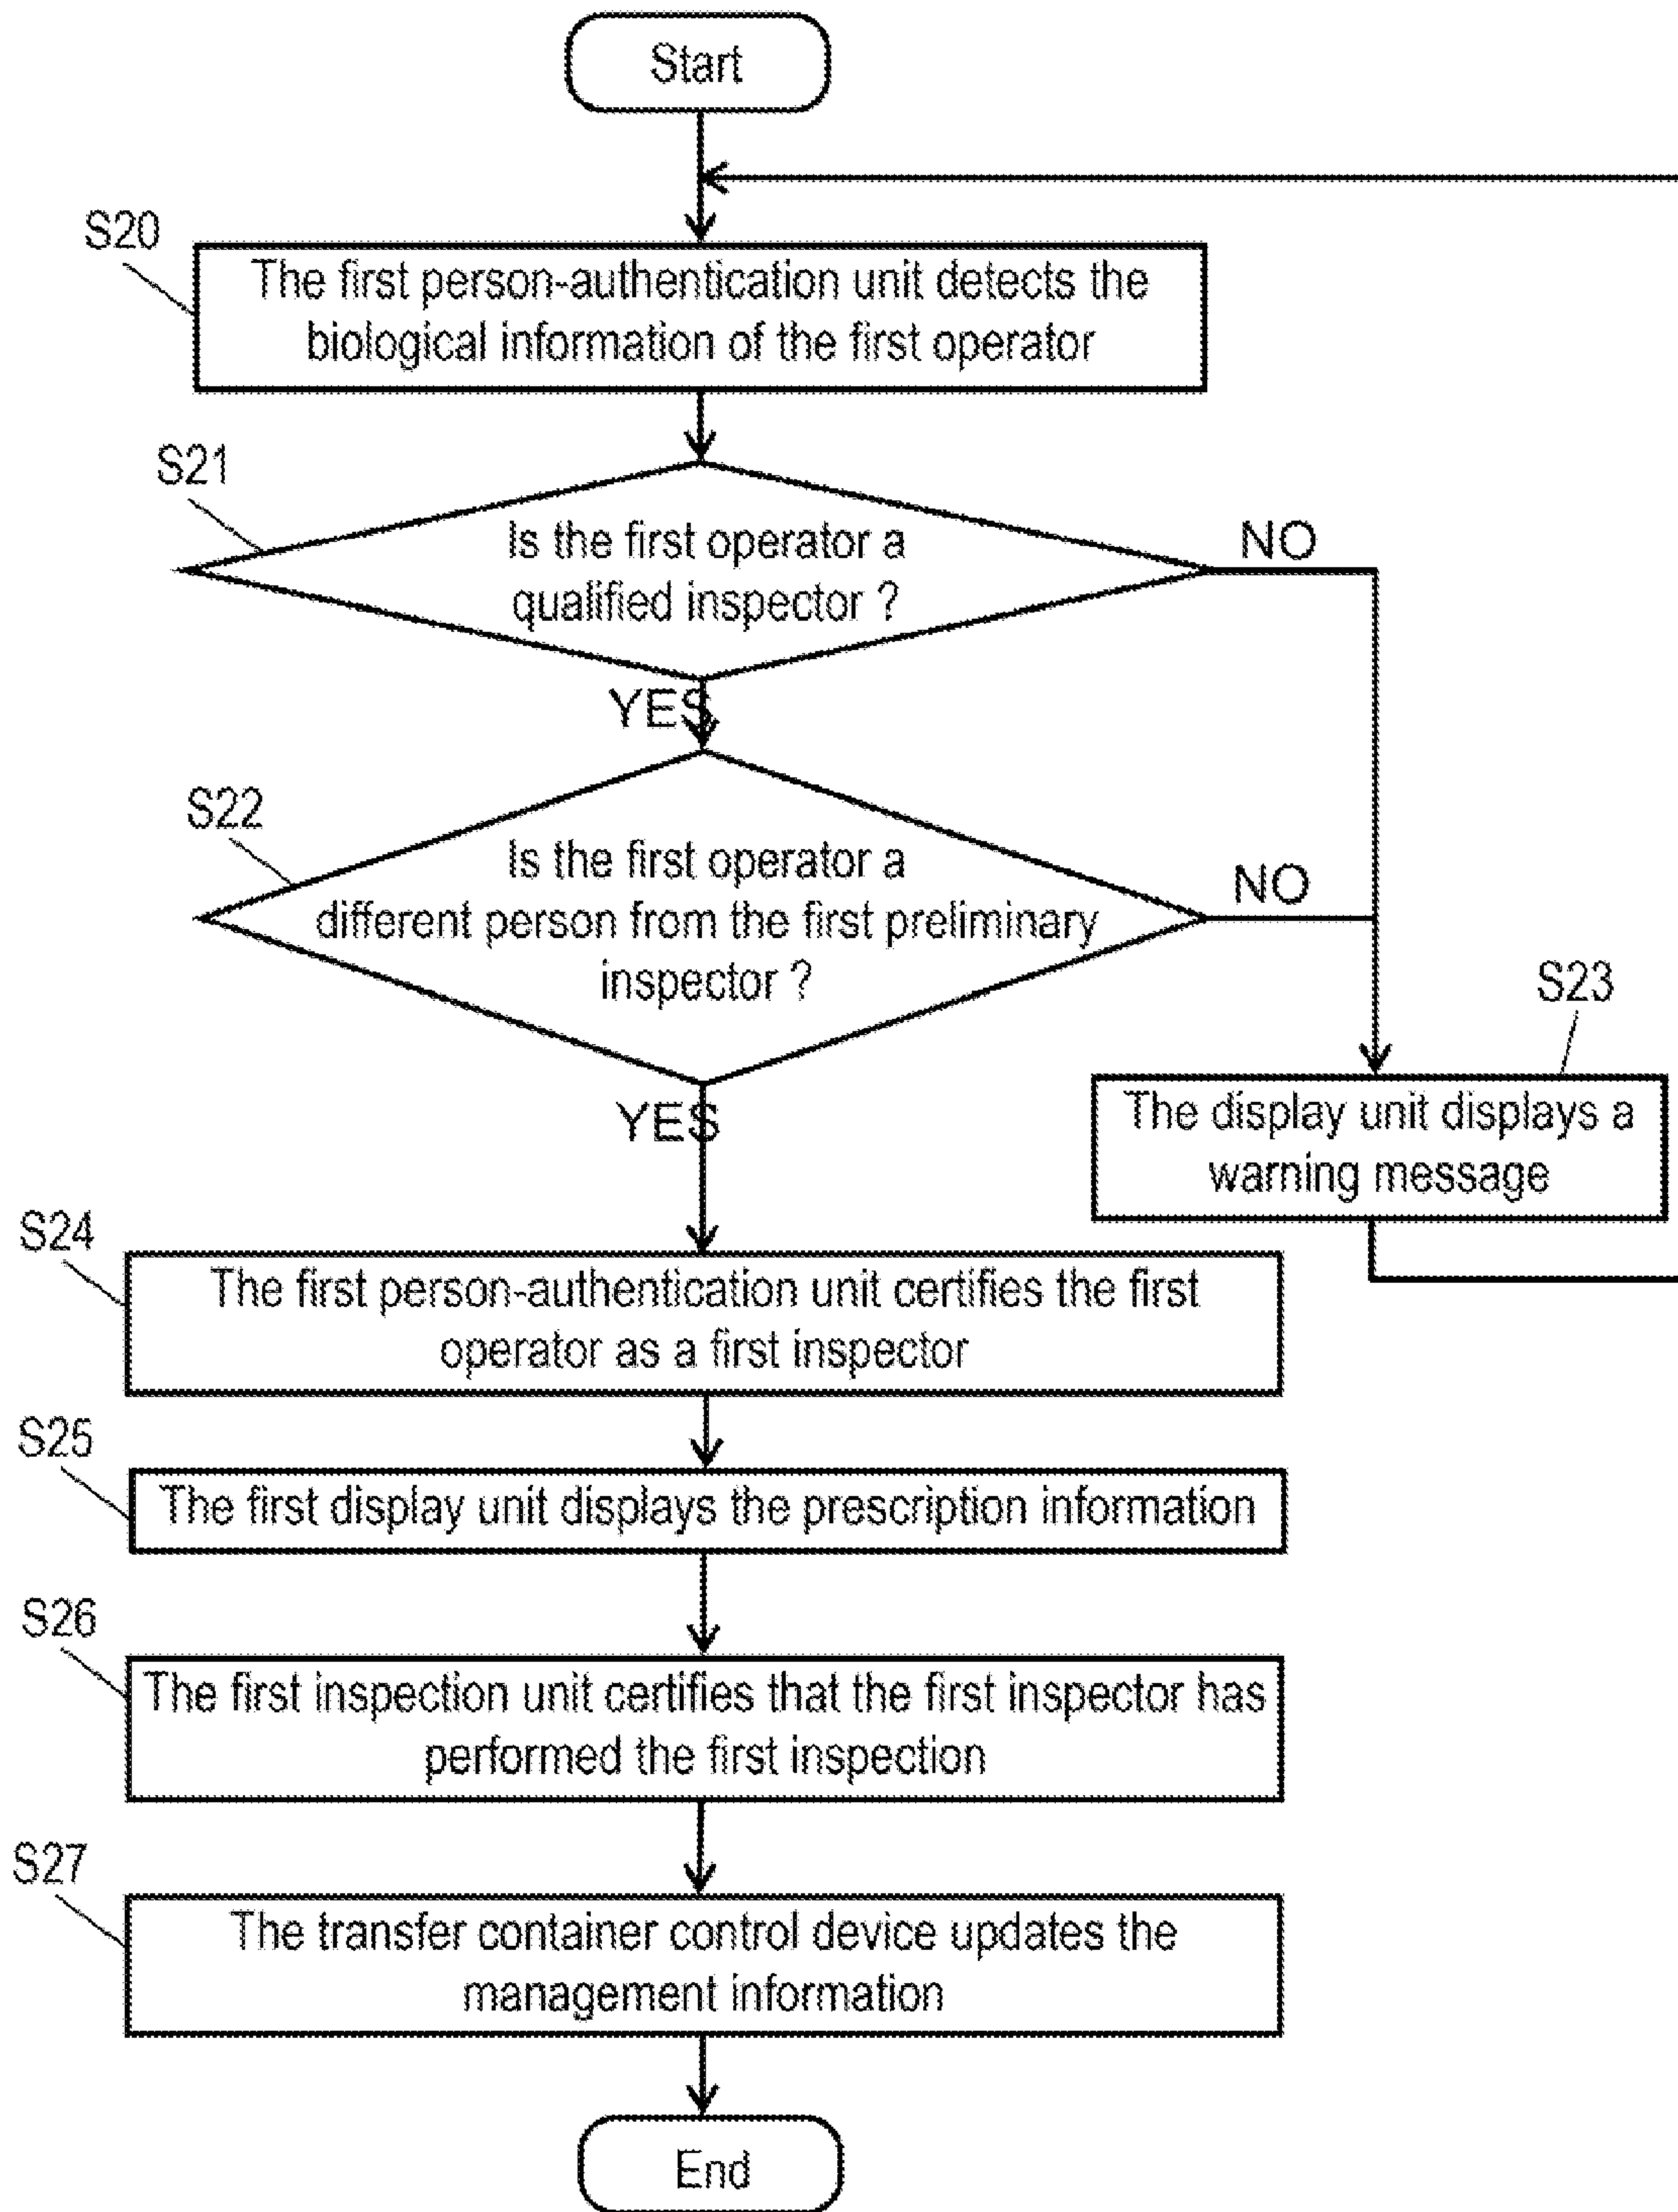 Start
S20
The first person-authentication unit detects the
biological information of the first operator
S21
Is the first operator a
qualified inspector ?
NO
YES
S22
Is the first operator a
different person from the first preliminary
inspector ?
NO
YES
S23
The display unit displays a
warning message
S24
The first person-authentication unit certifies the first
operator as a first inspector
S25
The first display unit displays the prescription information
S26
The first inspection unit certifies that the first inspector has
performed the first inspection
S27
The transfer container control device updates the
management information
End